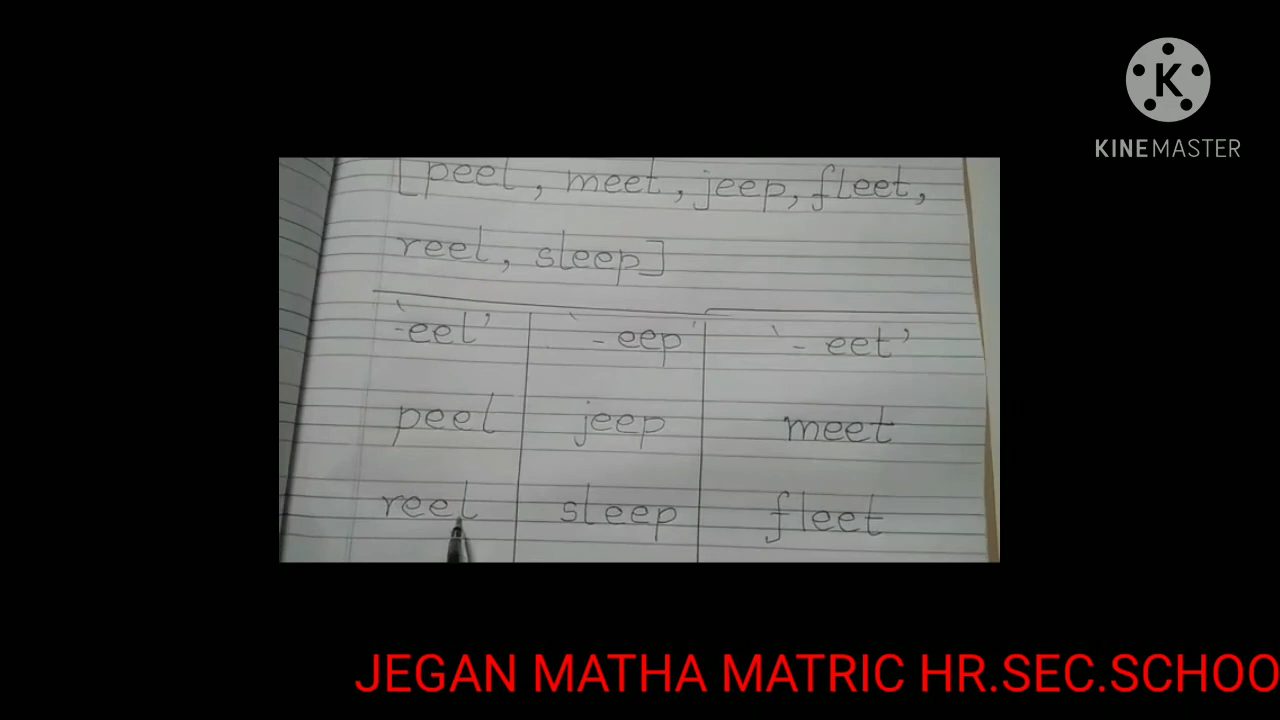 KINEMASTER
[peel, meet, jeep, fleet,
reel, sleep]
'-eel' '-eep' '-eet'
peel jeep meet
reel sleep fleet
JEGAN MATHA MATRIC HR.SEC.SCHOO